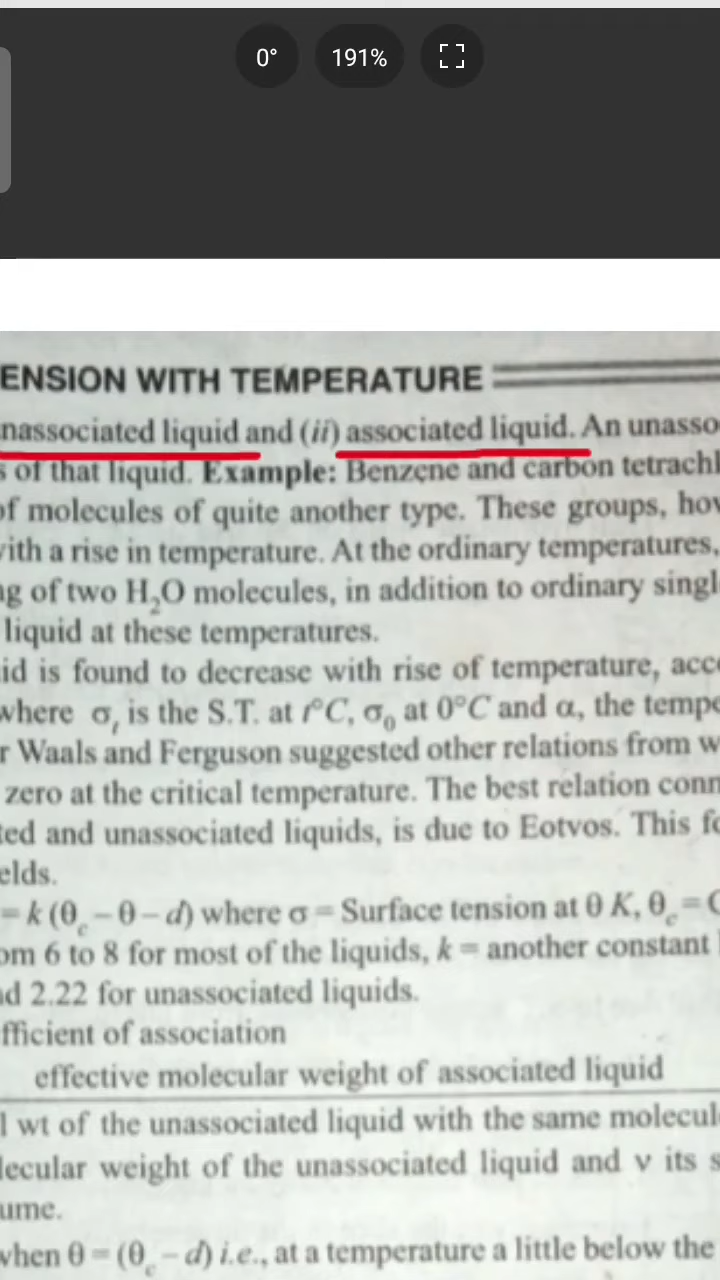 0° 191%
ENSION WITH TEMPERATURE
nassociated liquid and (ii) associated liquid. An unasso
s of that liquid. Example: Benzene and carbon tetrachl
of molecules of quite another type. These groups, how
with a rise in temperature. At the ordinary temperatures,
ng of two H₂O molecules, in addition to ordinary singl
liquid at these temperatures.
id is found to decrease with rise of temperature, acc
where σₜ is the S.T. at t°C, σ₀ at 0°C and α, the tempe
r Waals and Ferguson suggested other relations from w
zero at the critical temperature. The best relation conn
ted and unassociated liquids, is due to Eotvos. This fo
elds.
= k (θc – θ – d) where σ = Surface tension at θ K, θc = C
om 6 to 8 for most of the liquids, k = another constant
nd 2.22 for unassociated liquids.
fficient of association
effective molecular weight of associated liquid
l wt of the unassociated liquid with the same molecul
lecular weight of the unassociated liquid and ν its s
ume.
when θ = (θc – d) i.e., at a temperature a little below the